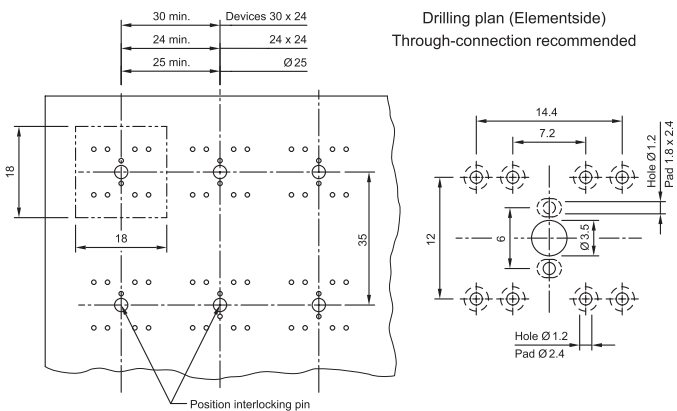 30 min. Devices 30 x 24
24 min. 24 x 24
25 min. Ø 25
Drilling plan (Elementside)
Through-connection recommended
18
18
35
Position interlocking pin
14.4
7.2
12
6
Ø 3.5
Hole Ø 1.2
Pad 1.8 x 2.4
Hole Ø 1.2
Pad Ø 2.4